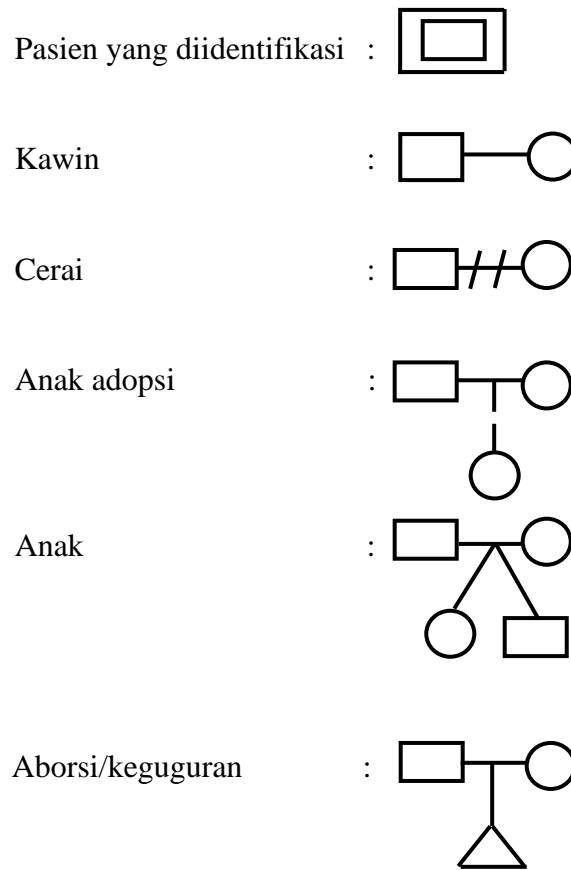 Pasien yang diidentifikasi :
Kawin :
Cerai :
Anak adopsi :
Anak :
Aborsi/keguguran :